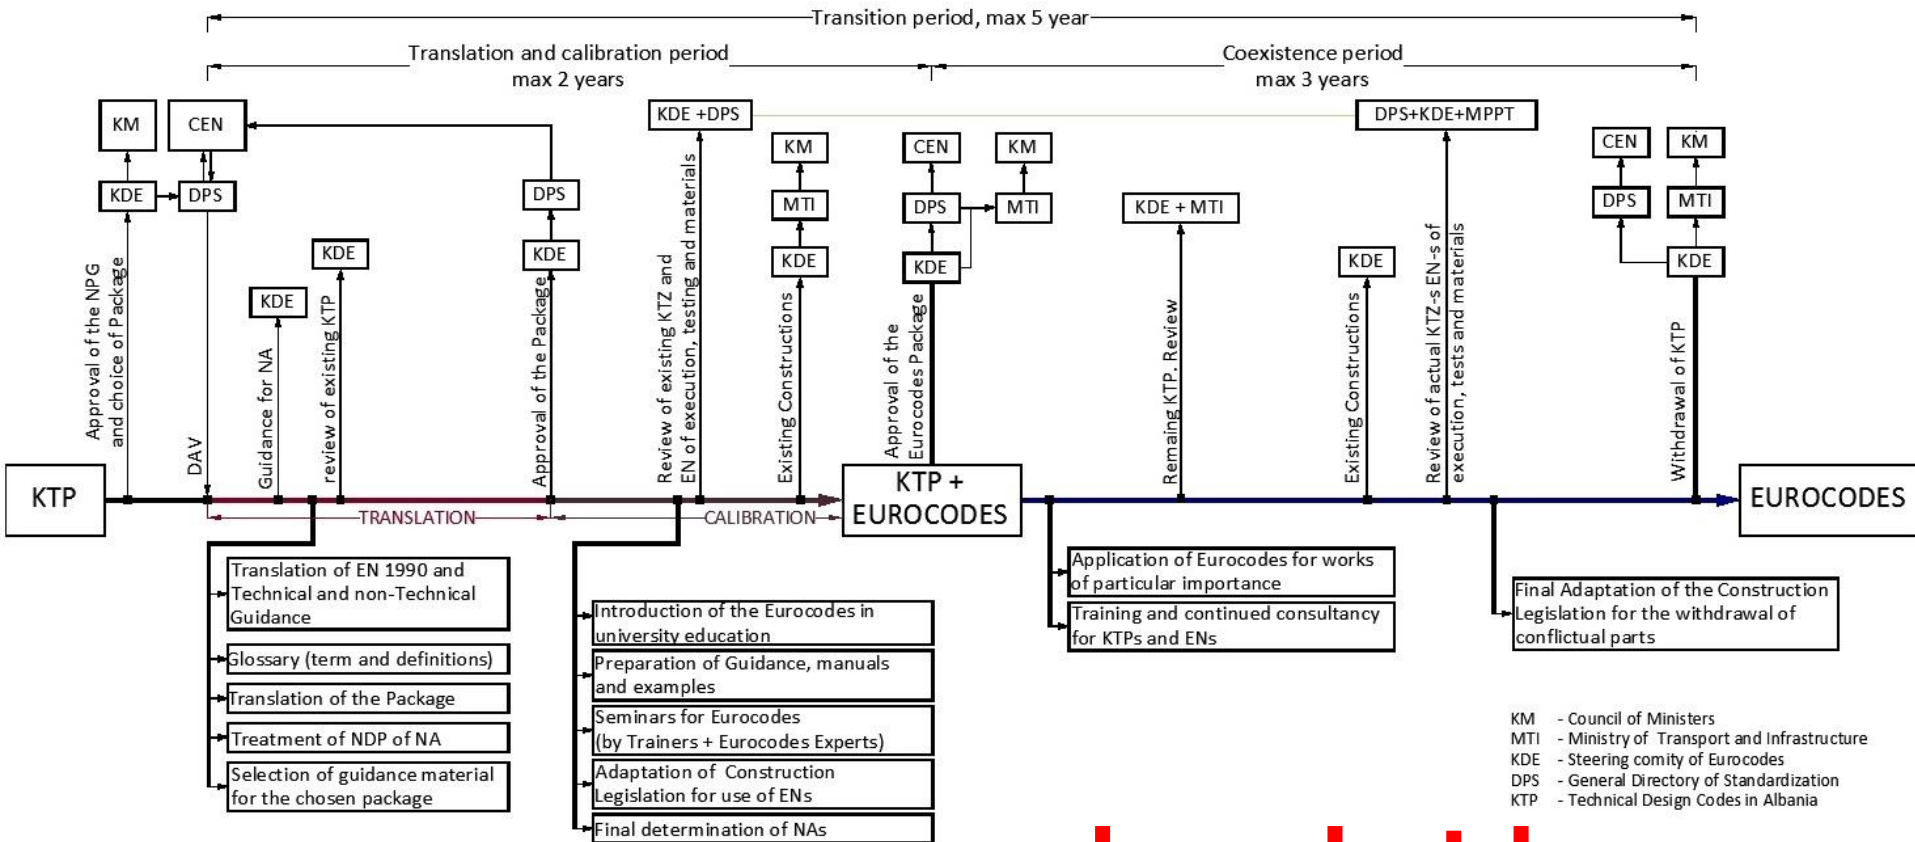 Transition period, max 5 year
Translation and calibration period
max 2 years
Coexistence period
max 3 years
KM
CEN
KDE
DPS
Approval of the NPG
and choice of Package
DAV
KDE
Guidance for NA
KDE
review of existing KTP
DPS
KDE
Approval of the Package
KDE +DPS
Review of existing KTZ and
EN of execution, testing and materials
KM
MTI
KDE
Existing Constructions
CEN
KM
DPS
MTI
KDE
Approval of the
Eurocodes Package
KDE + MTI
Remaining KTP. Review
KDE
Existing Constructions
DPS+KDE+MPPT
Review of actual KTZ-s EN-s of
execution, tests and materials
CEN
KM
DPS
MTI
KDE
Withdrawal of KTP
KTP
TRANSLATION
CALIBRATION
KTP +
EUROCODES
EUROCODES
Translation of EN 1990 and
Technical and non-Technical
Guidance
Glossary (term and definitions)
Translation of the Package
Treatment of NDP of NA
Selection of guidance material
for the chosen package
Introduction of the Eurocodes in
university education
Preparation of Guidance, manuals
and examples
Seminars for Eurocodes
(by Trainers + Eurocodes Experts)
Adaptation of Construction
Legislation for use of ENs
Final determination of NAs
Application of Eurocodes for works
of particular importance
Training and continued consultancy
for KTPs and ENs
Final Adaptation of the Construction
Legislation for the withdrawal of
conflictual parts
KM - Council of Ministers
MTI - Ministry of Transport and Infrastructure
KDE - Steering comity of Eurocodes
DPS - General Directory of Standardization
KTP - Technical Design Codes in Albania